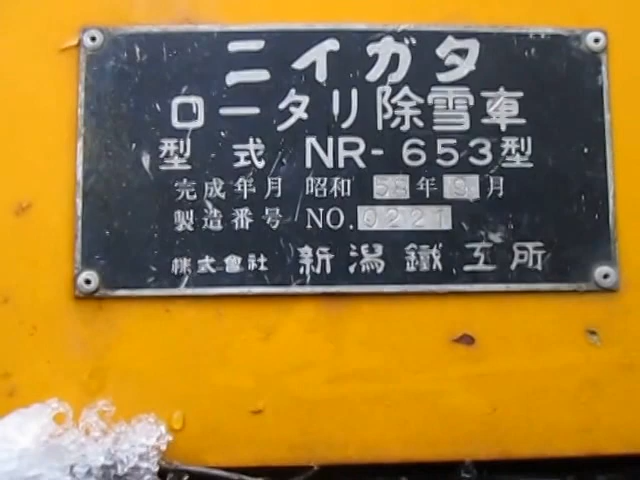 ニイガタ
ロータリ除雪車
型式 NR-653型
完成年月 昭和 58年 9月
製造番号 NO.0221
株式會社 新潟鐵工所